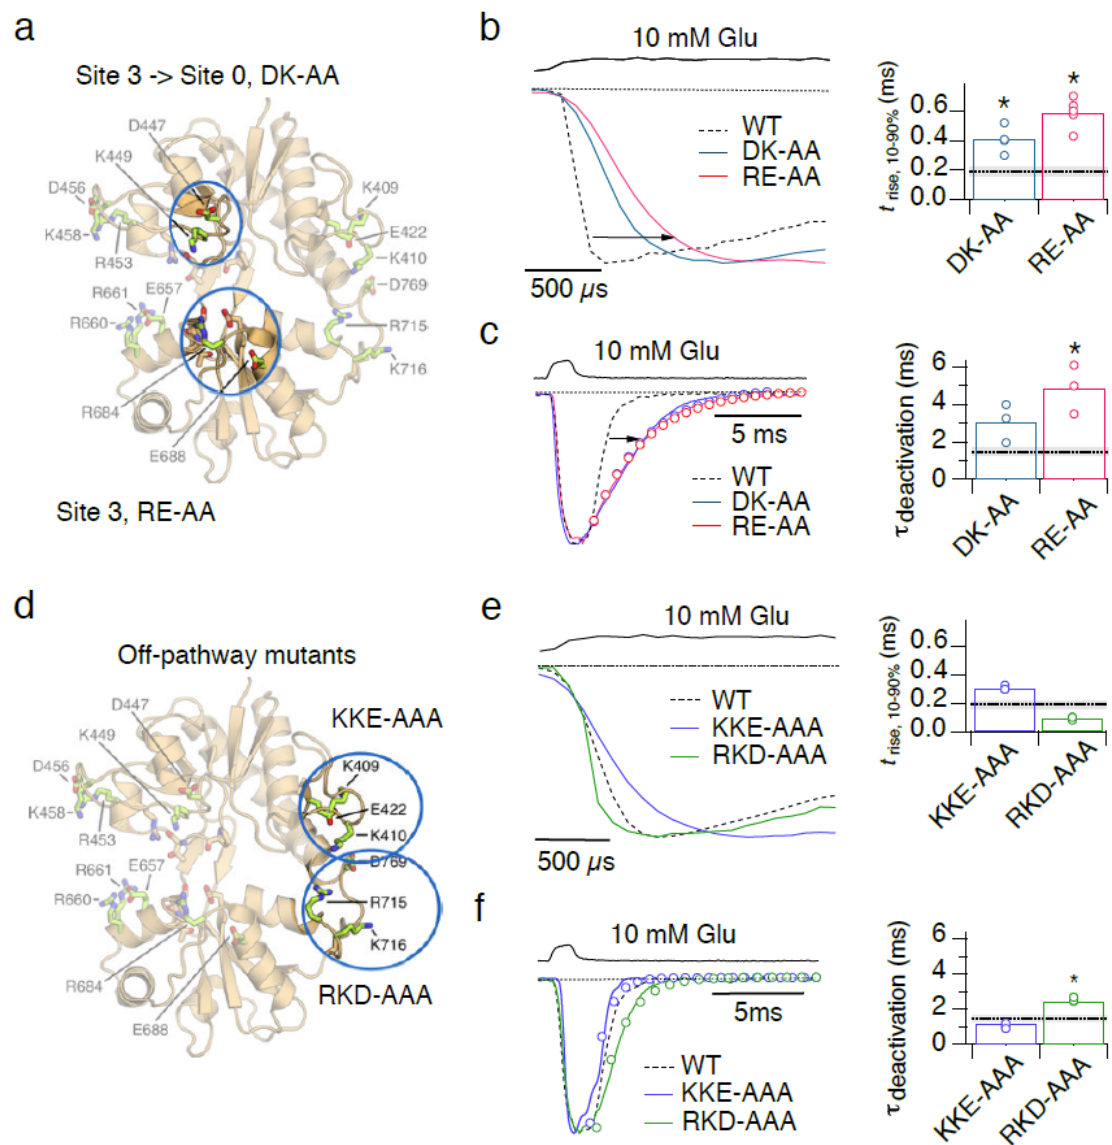 a
Site 3 -> Site 0, DK-AA
D447
K449
D456
K458
R453
K409
E422
K410
D769
R661
E657
R660
R715
K716
R684
E688
Site 3, RE-AA
b
10 mM Glu
WT
DK-AA
RE-AA
500 µs
t rise, 10-90% (ms)
0.6
0.4
0.2
0.0
*
*
DK-AA
RE-AA
c
10 mM Glu
5 ms
WT
DK-AA
RE-AA
τ deactivation (ms)
6
4
2
0
*
DK-AA
RE-AA
d
Off-pathway mutants
D447
K449
D456
K458
R453
KKE-AAA
K409
E422
K410
D769
R661
E657
R660
R715
K716
R684
E688
RKD-AAA
e
10 mM Glu
WT
KKE-AAA
RKD-AAA
500 µs
t rise, 10-90% (ms)
0.6
0.4
0.2
0.0
KKE-AAA
RKD-AAA
f
10 mM Glu
5ms
WT
KKE-AAA
RKD-AAA
τ deactivation (ms)
6
4
2
0
*
KKE-AAA
RKD-AAA